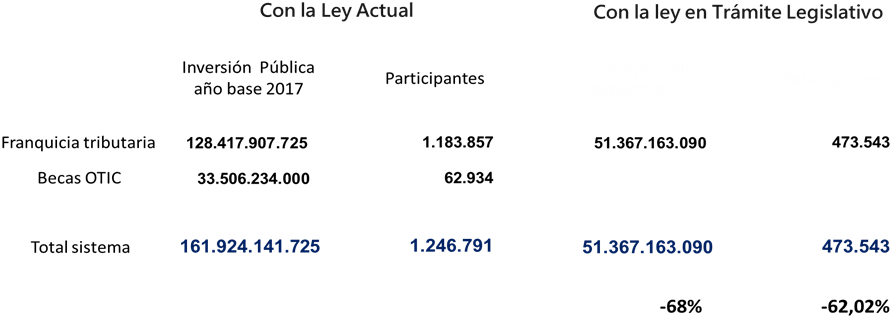 Con la Ley Actual Con la ley en Trámite Legislativo
Inversión Pública
año base 2017 Participantes
Franquicia tributaria 128.417.907.725 1.183.857 51.367.163.090 473.543
Becas OTIC 33.506.234.000 62.934
Total sistema 161.924.141.725 1.246.791 51.367.163.090 473.543
-68% -62,02%